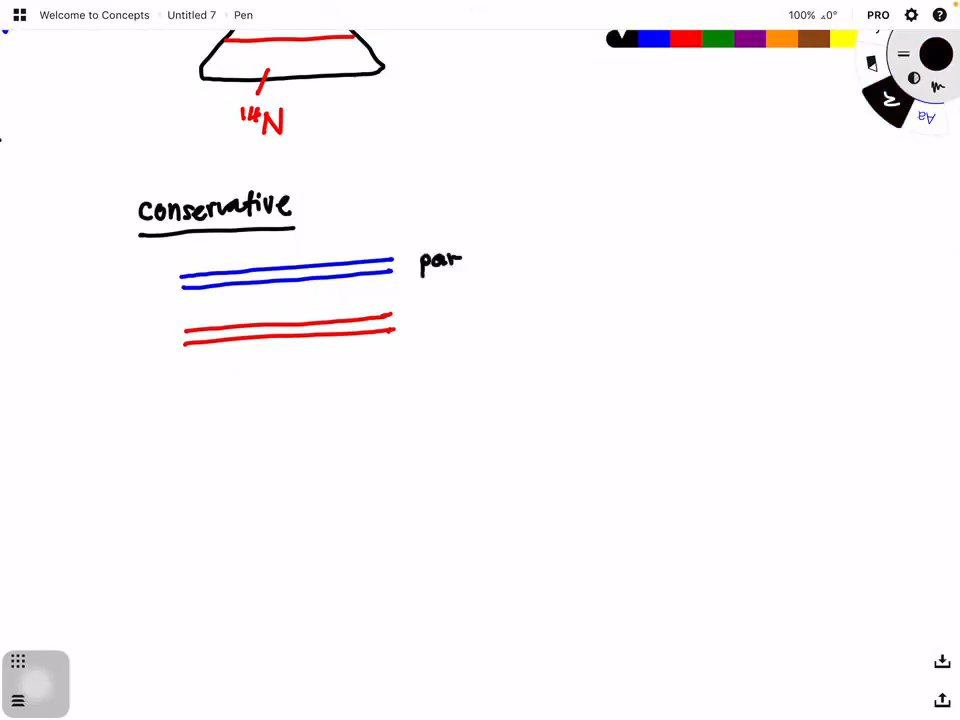 Welcome to Concepts Untitled 7 Pen 100% 0° PRO
Aa
14N
conservative
par